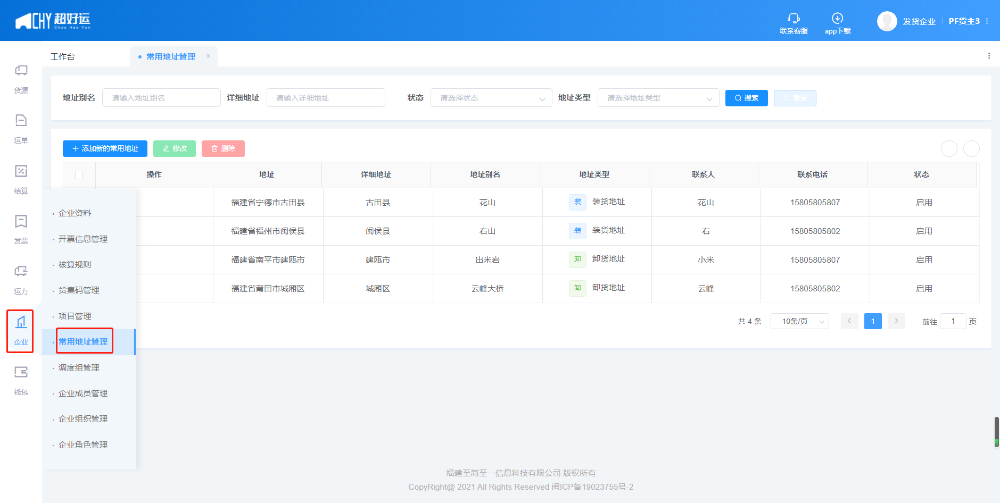 CHY 超好运
Chao Hao Yun
联系客服
app下载
发货企业
PF货主3
工作台
常用地址管理
货源
运单
结算
发票
运力
企业
钱包
地址别名 请输入地址别名 详细地址 请输入详细地址 状态 请选择状态 地址类型 请选择地址类型 搜索 重置
添加新的常用地址 修改 删除
操作 地址 详细地址 地址别名 地址类型 联系人 联系电话 状态
福建省宁德市古田县 古田县 花山 装 装货地址 花山 15805805807 启用
福建省福州市闽侯县 闽侯县 右山 装 装货地址 右 15805805802 启用
福建省南平市建瓯市 建瓯市 出米岩 卸 卸货地址 小米 15805805807 启用
福建省莆田市城厢区 城厢区 云峰大桥 卸 卸货地址 云峰 15805805802 启用
共 4 条 10条/页 1 前往 1 页
· 企业资料
· 开票信息管理
· 核算规则
· 货集码管理
· 项目管理
· 常用地址管理
· 调度组管理
· 企业成员管理
· 企业组织管理
· 企业角色管理
福建至简至一信息科技有限公司 版权所有
CopyRight@ 2021 All Rights Reserved 闽ICP备19023755号-2